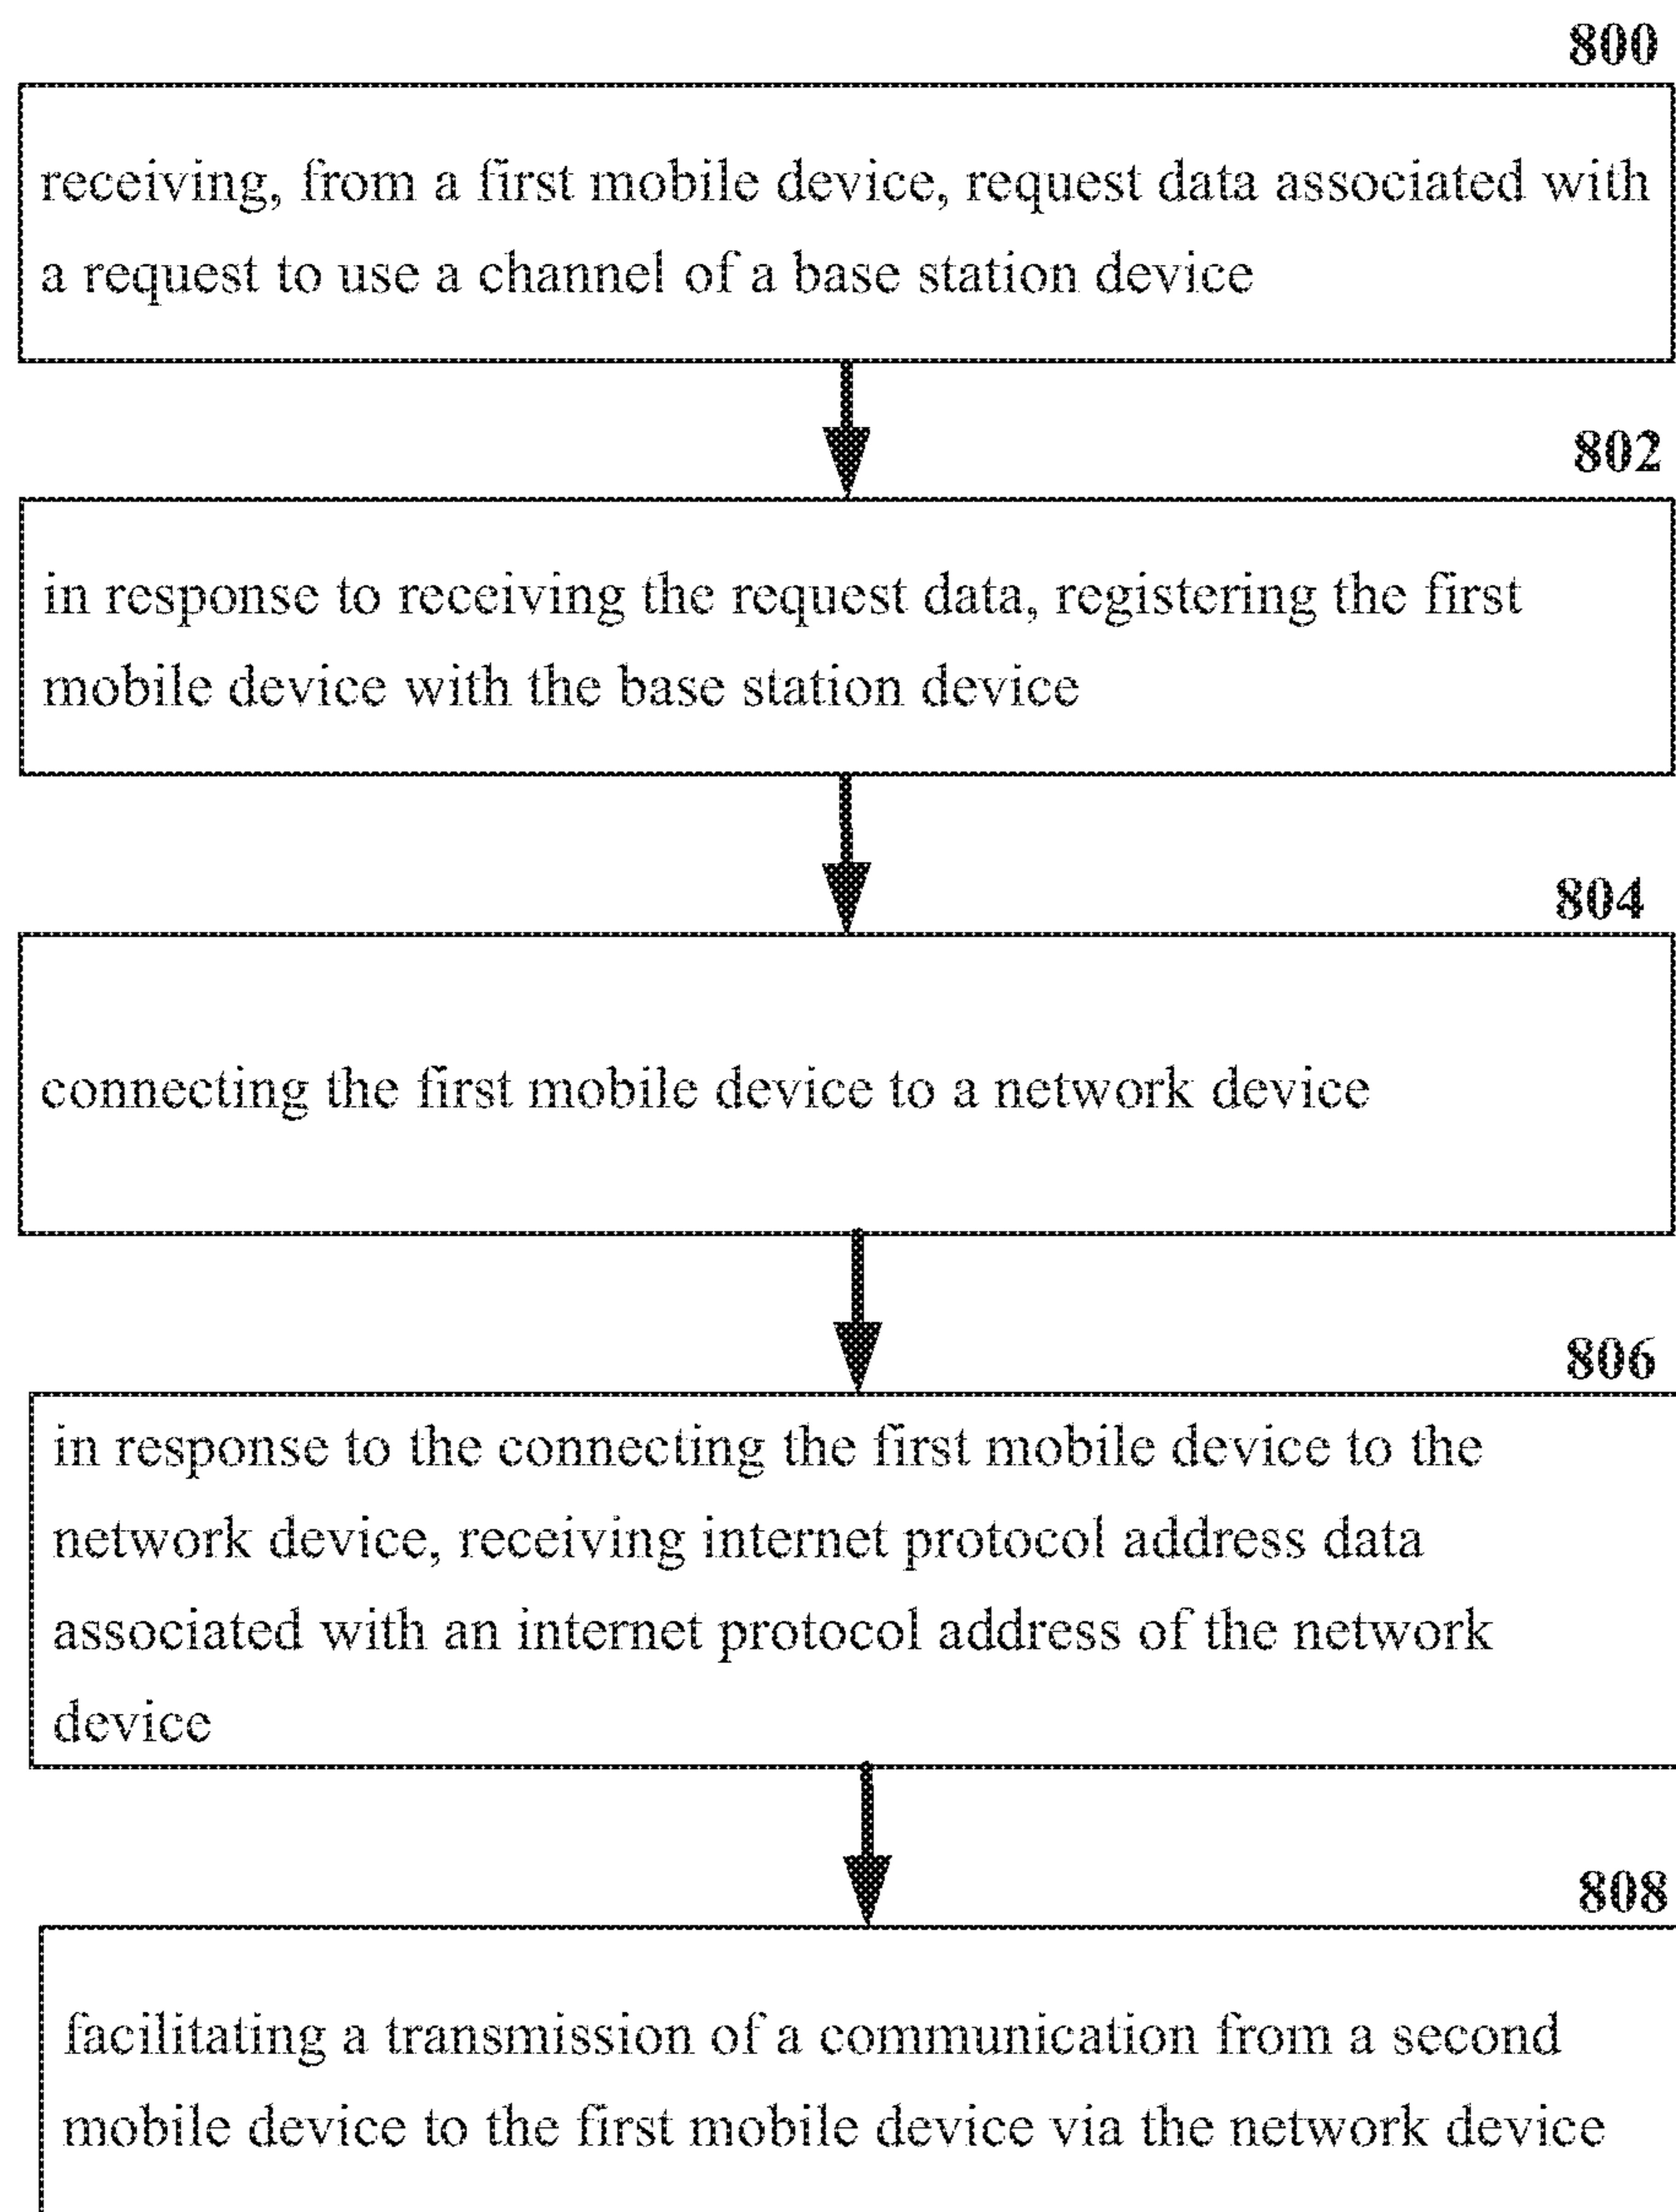 800
receiving, from a first mobile device, request data associated with
a request to use a channel of a base station device
802
in response to receiving the request data, registering the first
mobile device with the base station device
804
connecting the first mobile device to a network device
806
in response to the connecting the first mobile device to the
network device, receiving internet protocol address data
associated with an internet protocol address of the network
device
808
facilitating a transmission of a communication from a second
mobile device to the first mobile device via the network device